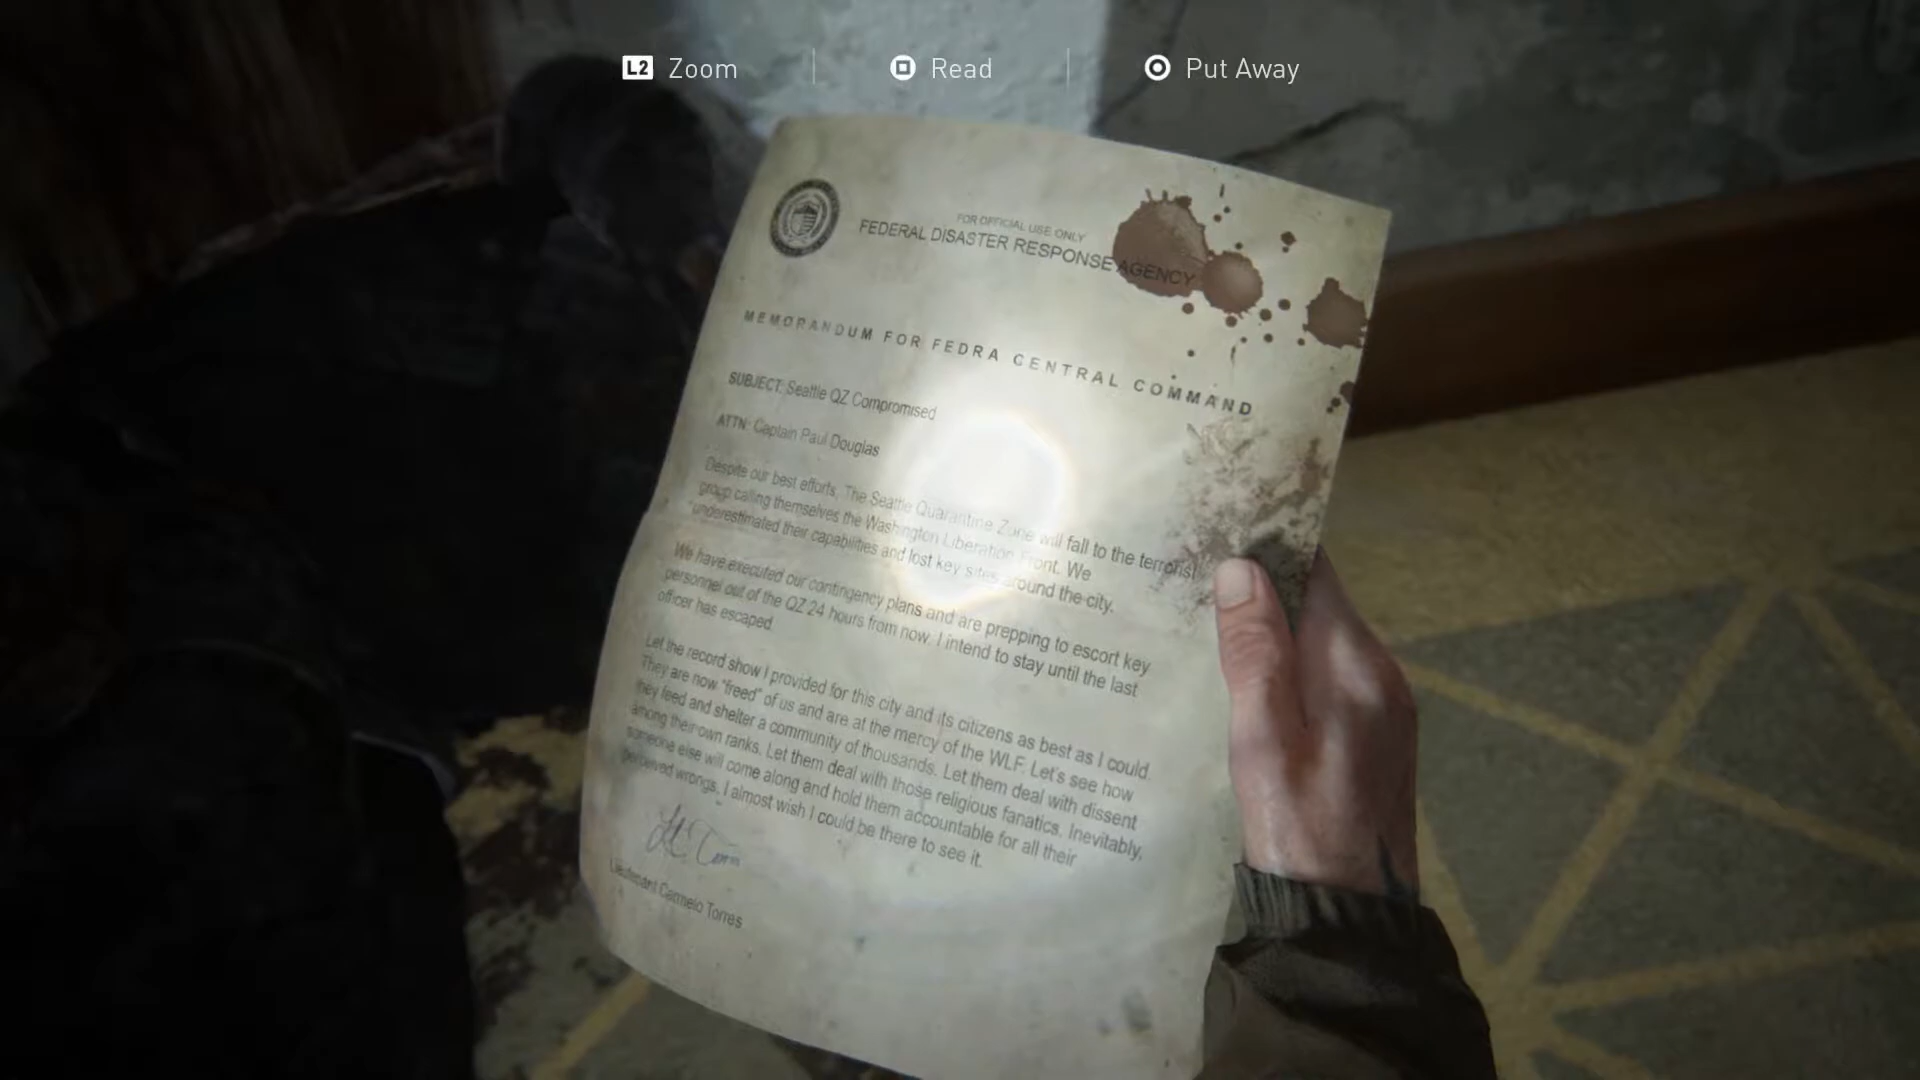 L2 Zoom
Read
Put Away
FOR OFFICIAL USE ONLY
FEDERAL DISASTER RESPONSE AGENCY
MEMORANDUM FOR FEDRA CENTRAL COMMAND
SUBJECT: Seattle QZ Compromised
ATTN: Captain Paul Douglas
Despite our best efforts, The Seattle Quarantine Zone will fall to the terrorist
group calling themselves the Washington Liberation Front. We
underestimated their capabilities and lost key sites around the city.
We have executed our contingency plans and are prepping to escort key
personnel out of the QZ 24 hours from now. I intend to stay until the last
officer has escaped.
Let the record show I provided for this city and its citizens as best as I could.
They are now "freed" of us and are at the mercy of the WLF. Let's see how
they feed and shelter a community of thousands. Let them deal with dissent
among their own ranks. Let them deal with those religious fanatics. Inevitably,
someone else will come along and hold them accountable for all their
perceived wrongs. I almost wish I could be there to see it.
Lieutenant Carmelo Torres